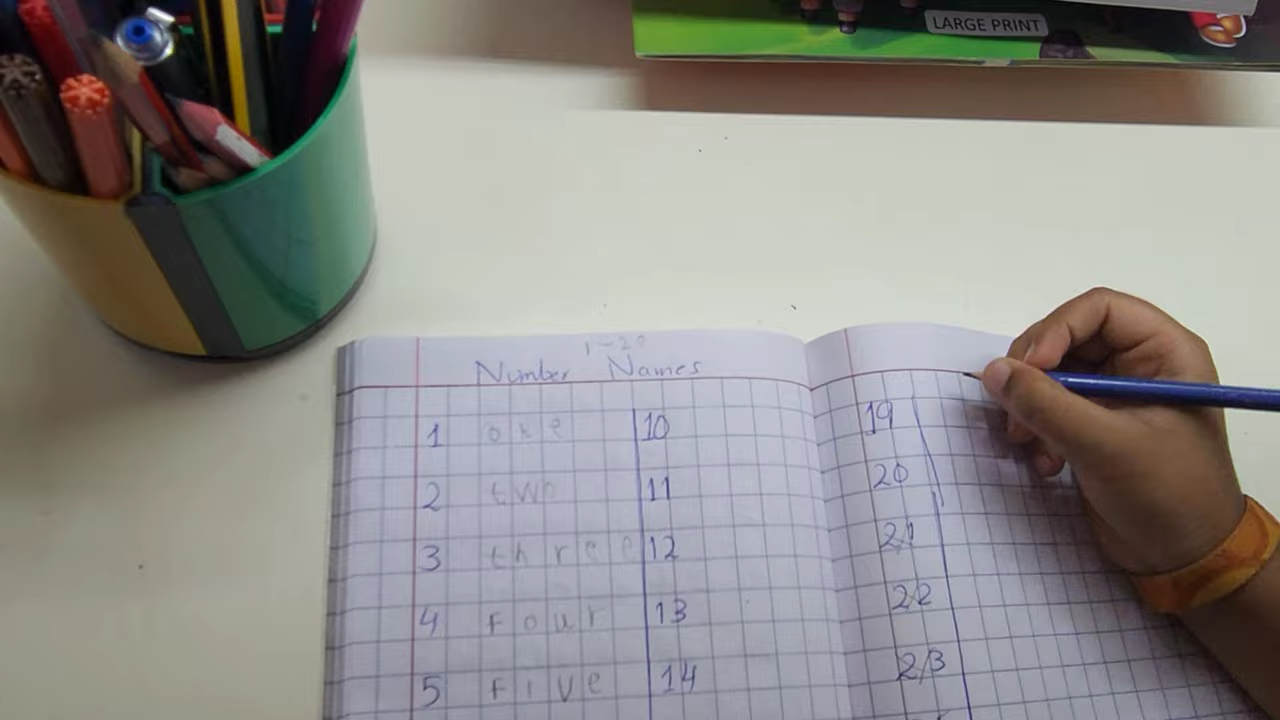 LARGE PRINT
1-20
Number Names
1 one 10 19
2 two 11 20
3 three 12 21
4 Four 13 22
5 Five 14 23